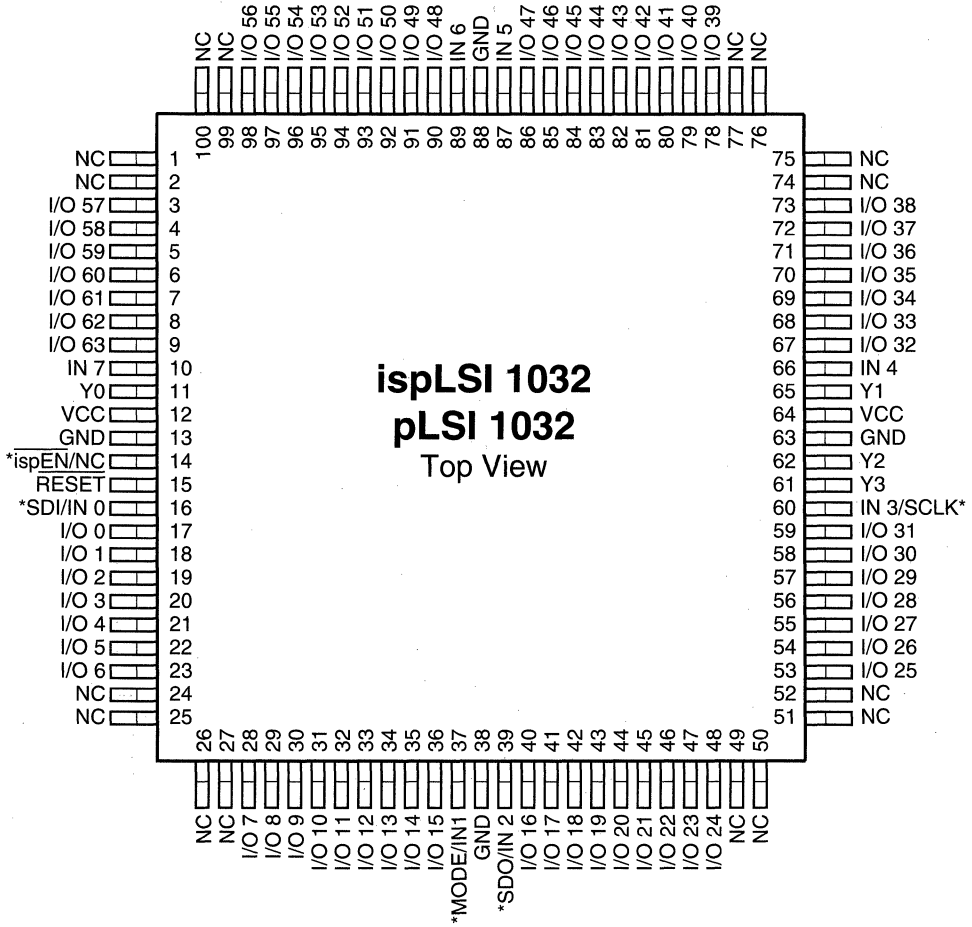 NC
NC
I/O 56
I/O 55
I/O 54
I/O 53
I/O 52
I/O 51
I/O 50
I/O 49
I/O 48
IN 6
GND
IN 5
I/O 47
I/O 46
I/O 45
I/O 44
I/O 43
I/O 42
I/O 41
I/O 40
I/O 39
NC
NC
100
99
98
97
96
95
94
93
92
91
90
89
88
87
86
85
84
83
82
81
80
79
78
77
76
NC 1
NC 2
I/O 57 3
I/O 58 4
I/O 59 5
I/O 60 6
I/O 61 7
I/O 62 8
I/O 63 9
IN 7 10
Y0 11
VCC 12
GND 13
*ispEN/NC 14
RESET 15
*SDI/IN 0 16
I/O 0 17
I/O 1 18
I/O 2 19
I/O 3 20
I/O 4 21
I/O 5 22
I/O 6 23
NC 24
NC 25
ispLSI 1032
pLSI 1032
Top View
75 NC
74 NC
73 I/O 38
72 I/O 37
71 I/O 36
70 I/O 35
69 I/O 34
68 I/O 33
67 I/O 32
66 IN 4
65 Y1
64 VCC
63 GND
62 Y2
61 Y3
60 IN 3/SCLK*
59 I/O 31
58 I/O 30
57 I/O 29
56 I/O 28
55 I/O 27
54 I/O 26
53 I/O 25
52 NC
51 NC
26
27
28
29
30
31
32
33
34
35
36
37
38
39
40
41
42
43
44
45
46
47
48
49
50
NC
NC
I/O 7
I/O 8
I/O 9
I/O 10
I/O 11
I/O 12
I/O 13
I/O 14
I/O 15
*MODE/IN1
GND
*SDO/IN 2
I/O 16
I/O 17
I/O 18
I/O 19
I/O 20
I/O 21
I/O 22
I/O 23
I/O 24
NC
NC